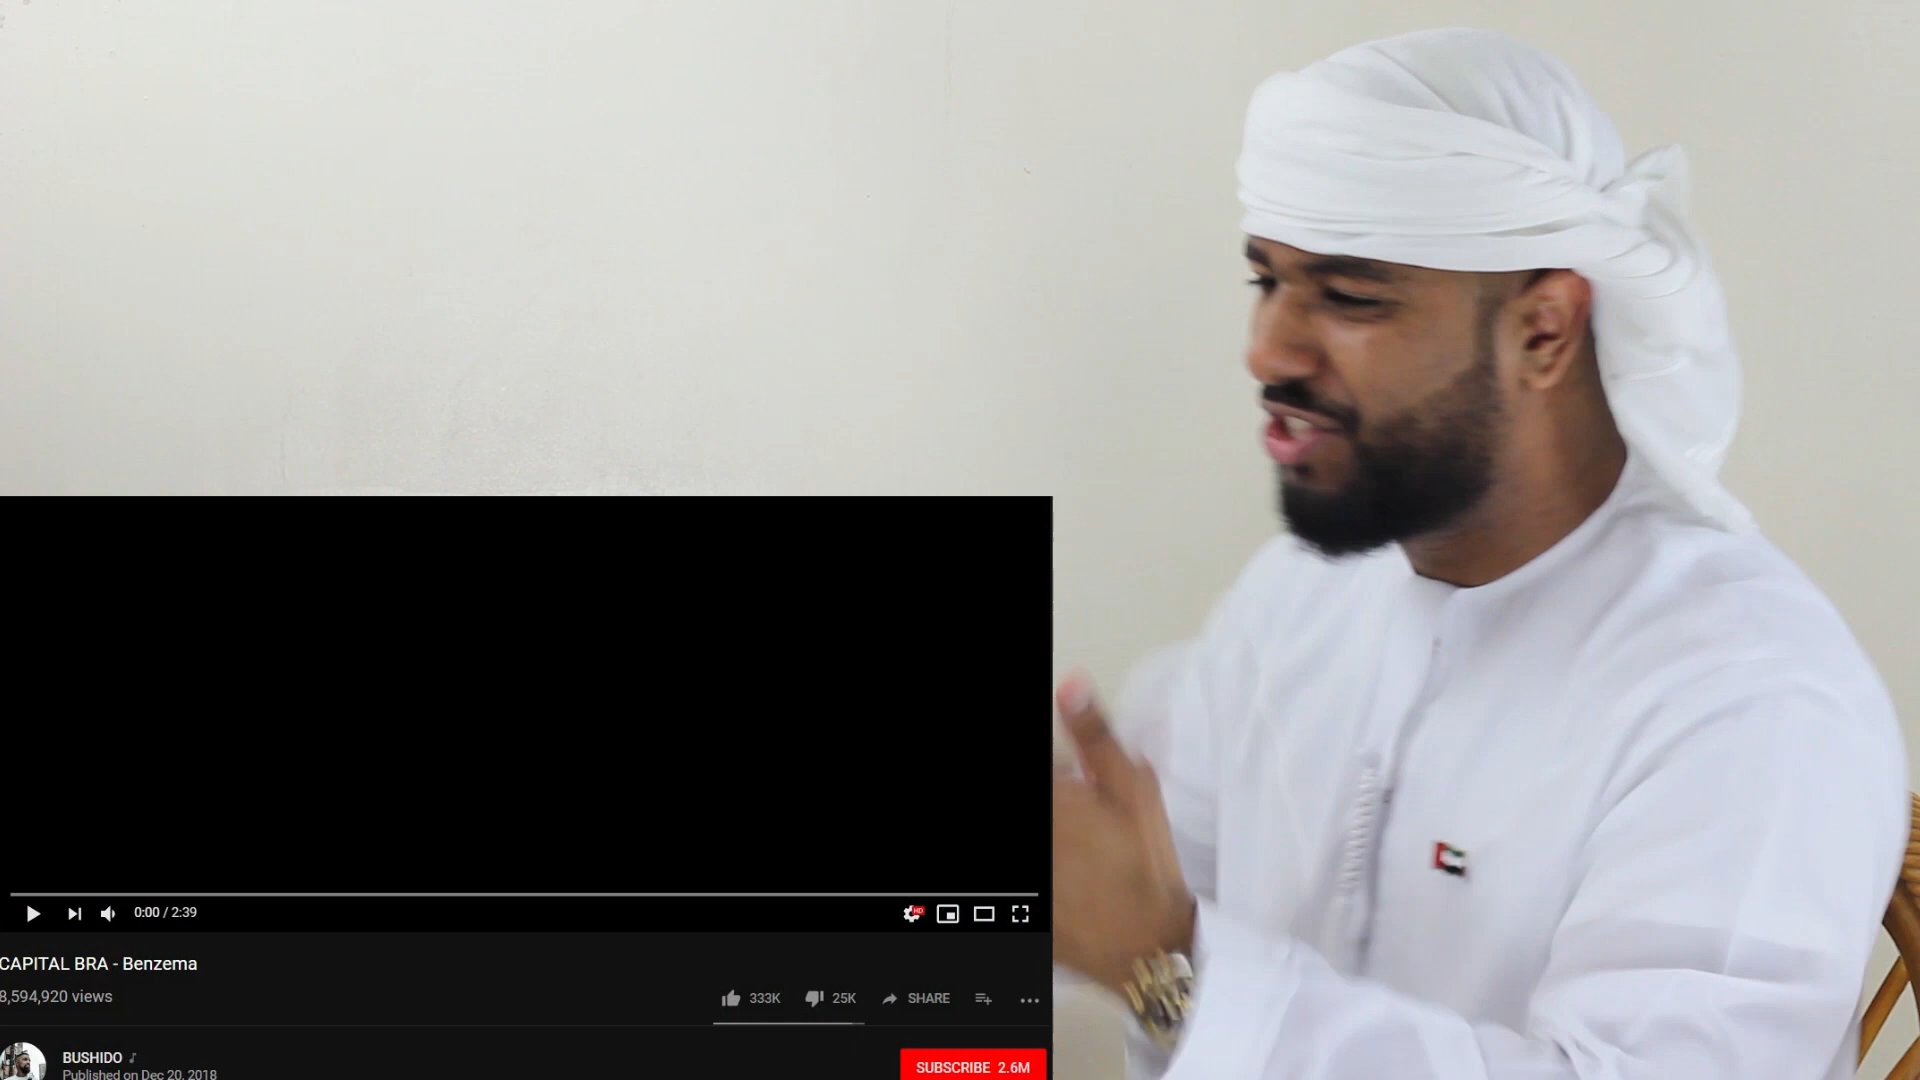 HD
0:00 / 2:39
CAPITAL BRA - Benzema
8,594,920 views
333K
25K
SHARE
BUSHIDO
Published on Dec 20, 2018
SUBSCRIBE 2.6M